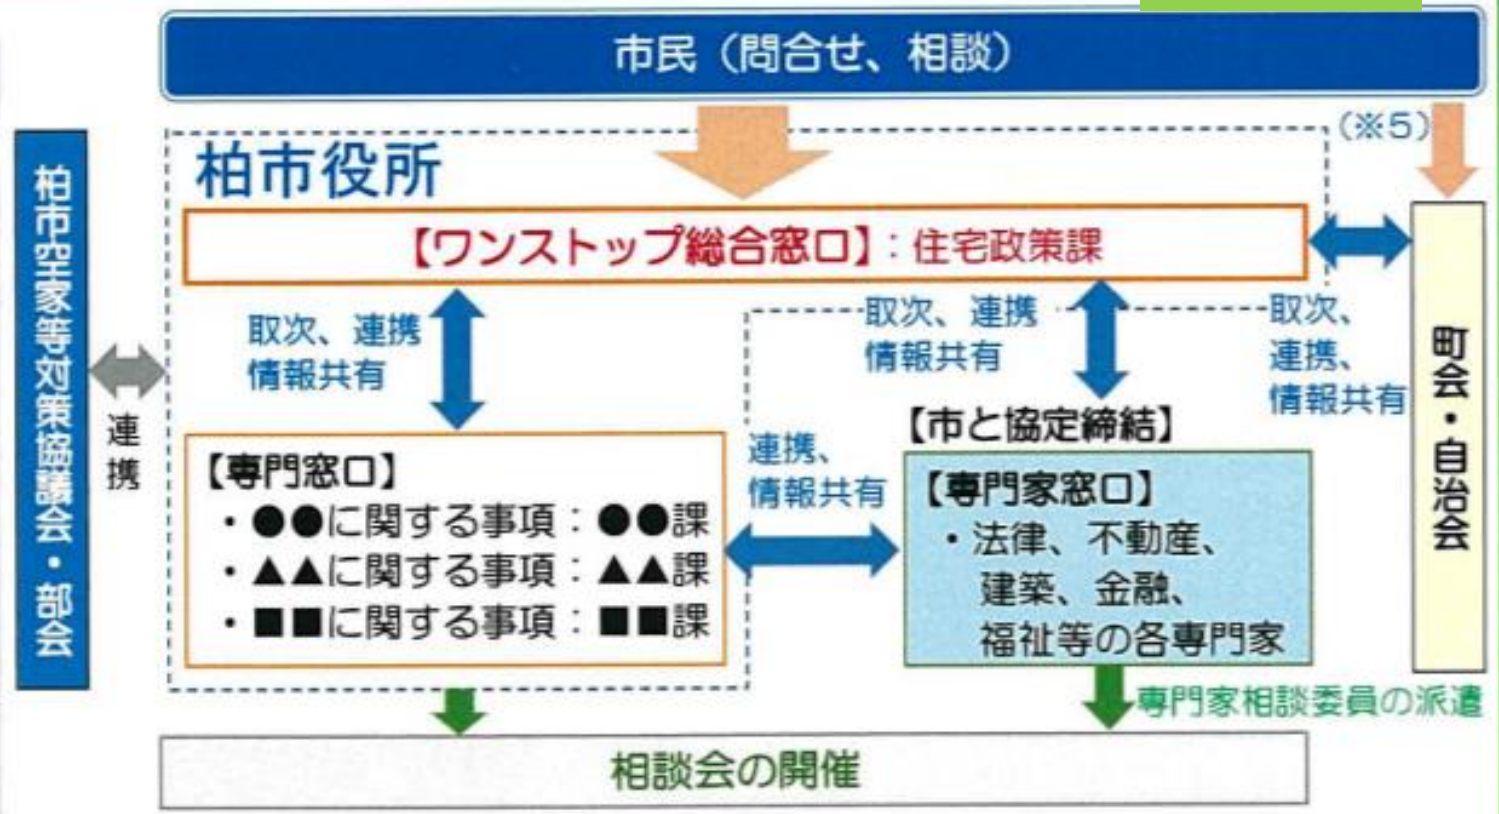 市民（問合せ、相談）
（※5）
柏市役所
【ワンストップ総合窓口】：住宅政策課
柏市空家等対策協議会・部会
連携
取次、連携
情報共有
取次、連携
情報共有
取次、
連携、
情報共有
町会・自治会
【専門窓口】
・●●に関する事項：●●課
・▲▲に関する事項：▲▲課
・■■に関する事項：■■課
連携、
情報共有
【市と協定締結】
【専門家窓口】
・法律、不動産、
建築、金融、
福祉等の各専門家
専門家相談委員の派遣
相談会の開催